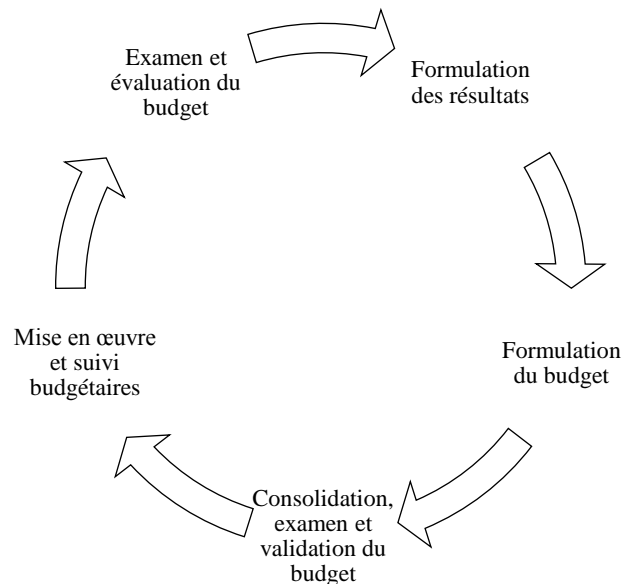 Examen et
évaluation du
budget
Formulation
des résultats
Formulation
du budget
Consolidation,
examen et
validation du
budget
Mise en œuvre
et suivi
budgétaires